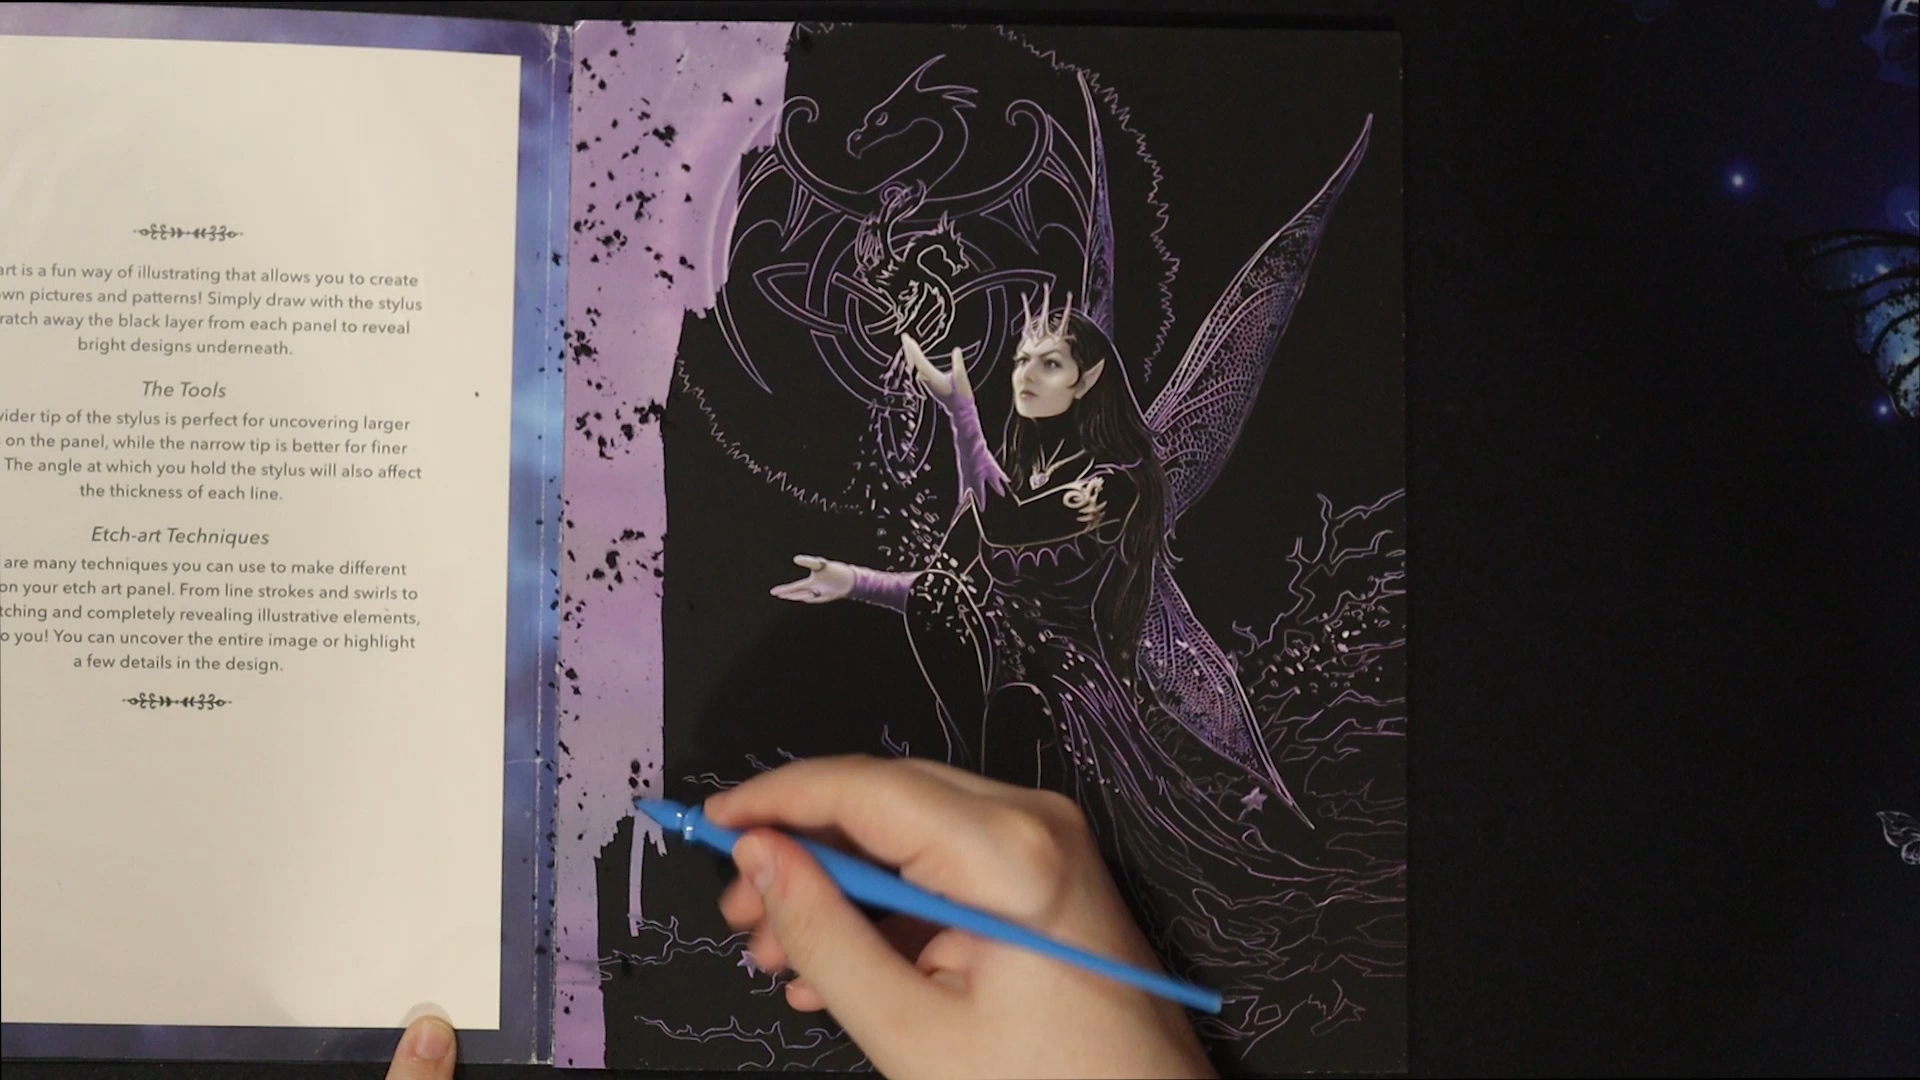 art is a fun way of illustrating that allows you to create
wn pictures and patterns! Simply draw with the stylus
ratch away the black layer from each panel to reveal
bright designs underneath.
The Tools
vider tip of the stylus is perfect for uncovering larger
on the panel, while the narrow tip is better for finer
The angle at which you hold the stylus will also affect
the thickness of each line.
Etch-art Techniques
are many techniques you can use to make different
on your etch art panel. From line strokes and swirls to
tching and completely revealing illustrative elements,
o you! You can uncover the entire image or highlight
a few details in the design.